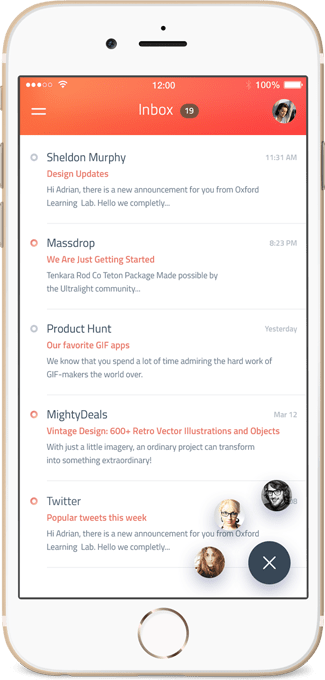 12:00 100%
Inbox 19
Sheldon Murphy 11:31 AM
Design Updates
Hi Adrian, there is a new announcement for you from Oxford
Learning Lab. Hello we completly...
Massdrop 8:23 PM
We Are Just Getting Started
Tenkara Rod Co Teton Package Made possible by
the Ultralight community...
Product Hunt Yesterday
Our favorite GIF apps
We know that you spend a lot of time admiring the hard work of
GIF-makers the world over.
MightyDeals Mar 12
Vintage Design: 600+ Retro Vector Illustrations and Objects
With just a little imagery, an ordinary project can transform
into something extraordinary!
Twitter
Popular tweets this week
Hi Adrian, there is a new announcement for you from Oxford
Learning Lab. Hello we completly...